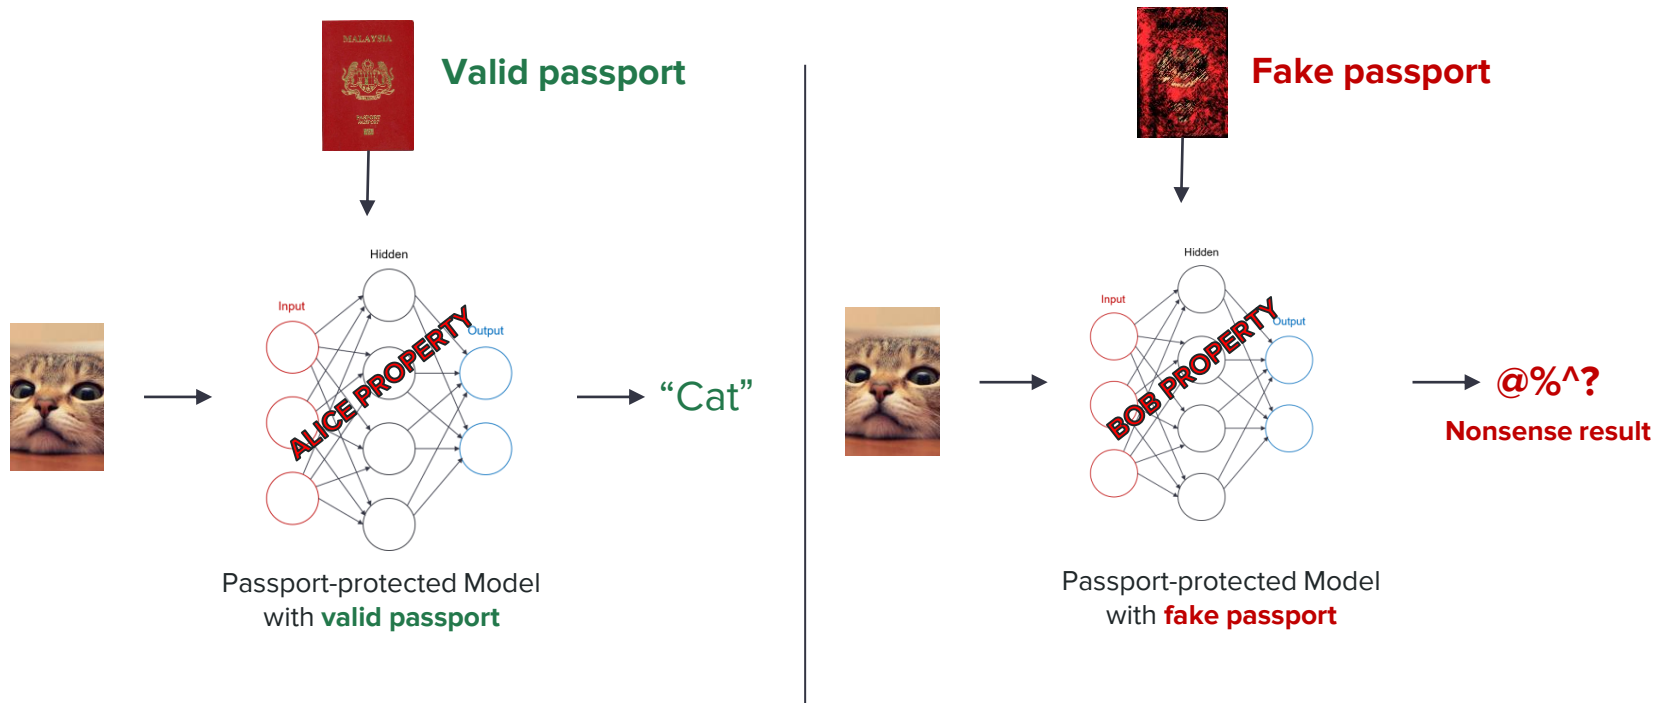 MALAYSIA
Valid passport
Hidden
Input
Output
ALICE PROPERTY
“Cat”
Passport-protected Model
with valid passport
Fake passport
Hidden
Input
Output
BOB PROPERTY
@%^?
Nonsense result
Passport-protected Model
with fake passport